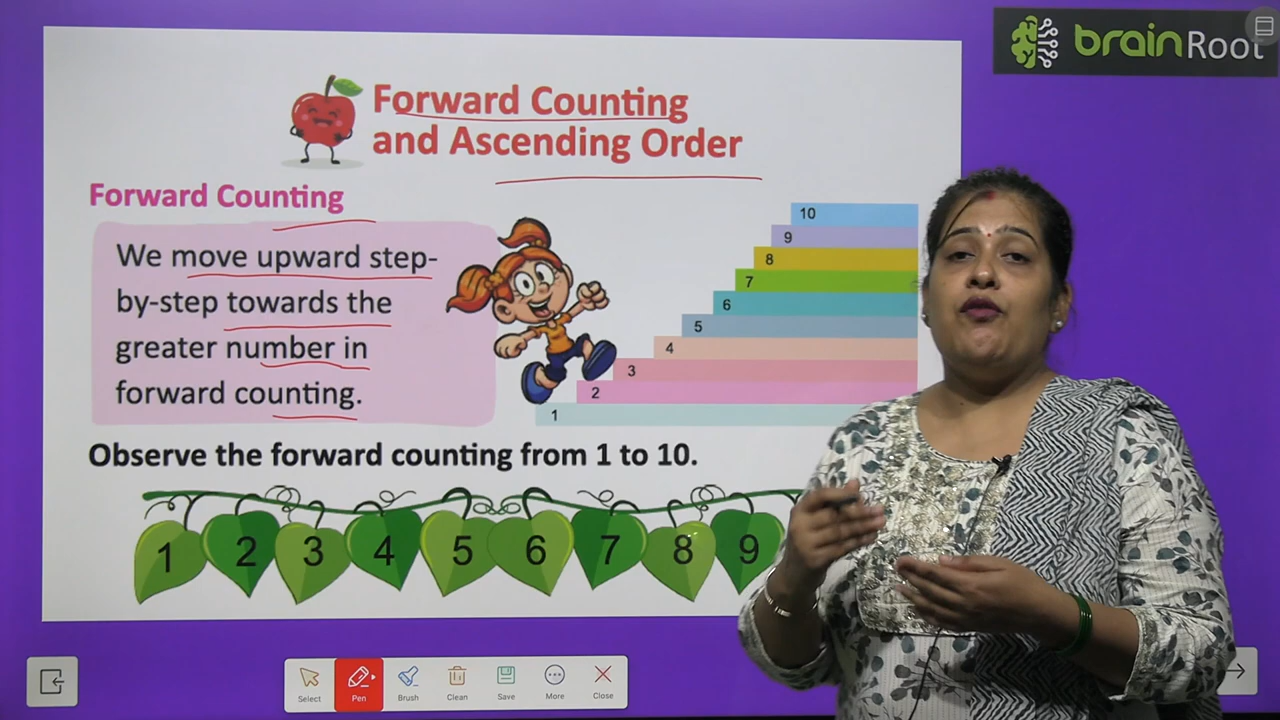 brainRoot
Forward Counting
and Ascending Order
Forward Counting
We move upward step-
by-step towards the
greater number in
forward counting.
10
9
8
7
6
5
4
3
2
1
Observe the forward counting from 1 to 10.
1 2 3 4 5 6 7 8 9
Select Pen Brush Clean Save More Close